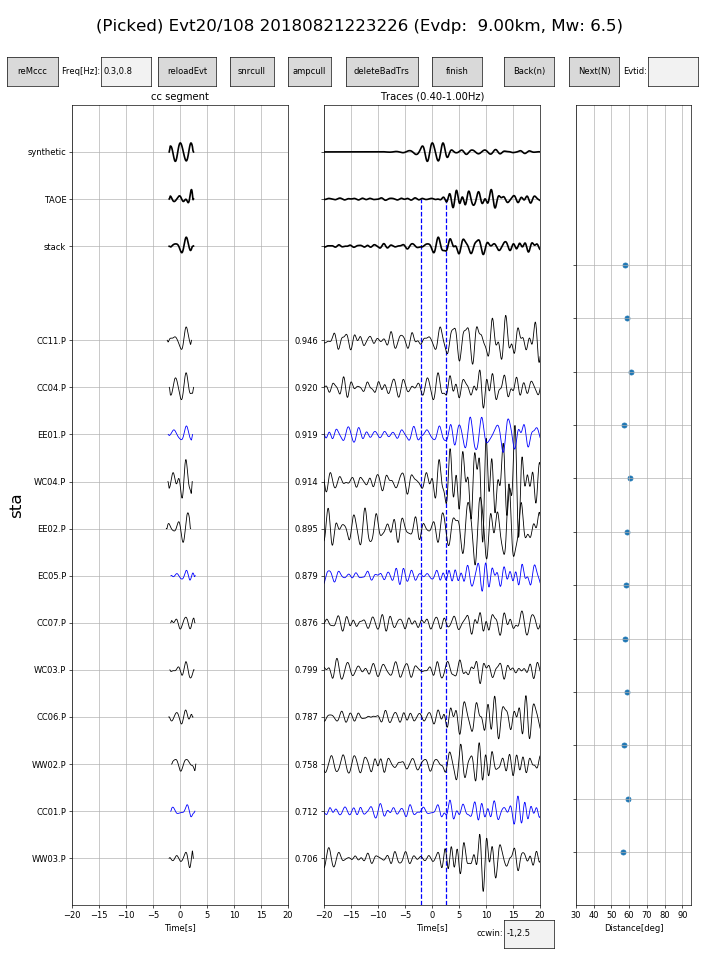 (Picked) Evt20/108 20180821223226 (Evdp:  9.00km, Mw: 6.5)
reMccc Freq[Hz]: 0.3,0.8 reloadEvt snrcull ampcull deleteBadTrs finish Back(n) Next(N) Evtid:
cc segment Traces (0.40-1.00Hz)
synthetic
TAOE
stack
CC11.P 0.946
CC04.P 0.920
EE01.P 0.919
WC04.P 0.914
EE02.P 0.895
EC05.P 0.879
CC07.P 0.876
WC03.P 0.799
CC06.P 0.787
WW02.P 0.758
CC01.P 0.712
WW03.P 0.706
sta
−20 −15 −10 −5 0 5 10 15 20 −20 −15 −10 −5 0 5 10 15 20 30 40 50 60 70 80 90
Time[s] Time[s] Distance[deg]
ccwin: -1,2.5